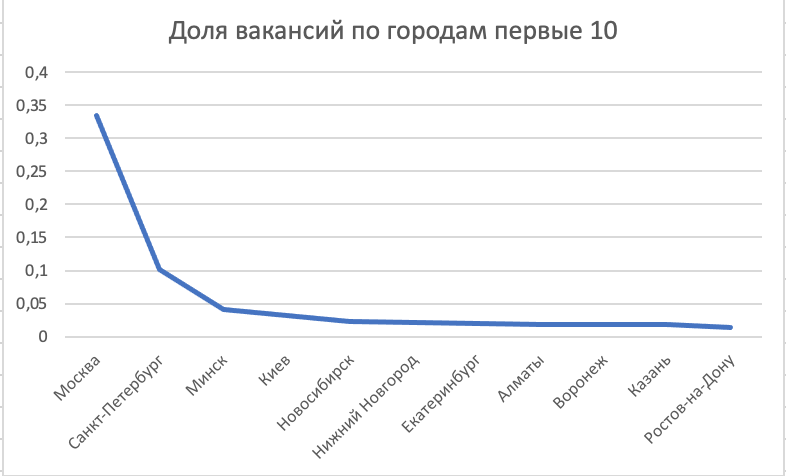 Доля вакансий по городам первые 10
0,4
0,35
0,3
0,25
0,2
0,15
0,1
0,05
0
Москва
Санкт-Петербург
Минск
Киев
Новосибирск
Нижний Новгород
Екатеринбург
Алматы
Воронеж
Казань
Ростов-на-Дону